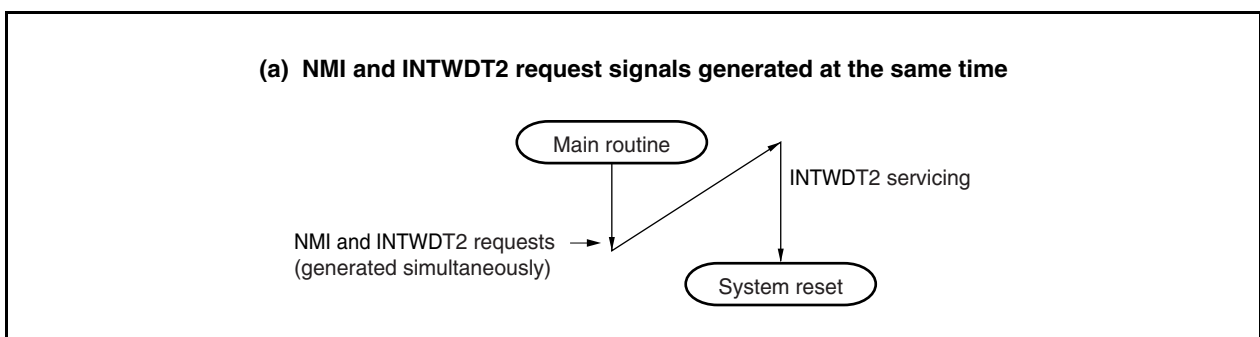 (a) NMI and INTWDT2 request signals generated at the same time
Main routine
INTWDT2 servicing
NMI and INTWDT2 requests
(generated simultaneously)
System reset